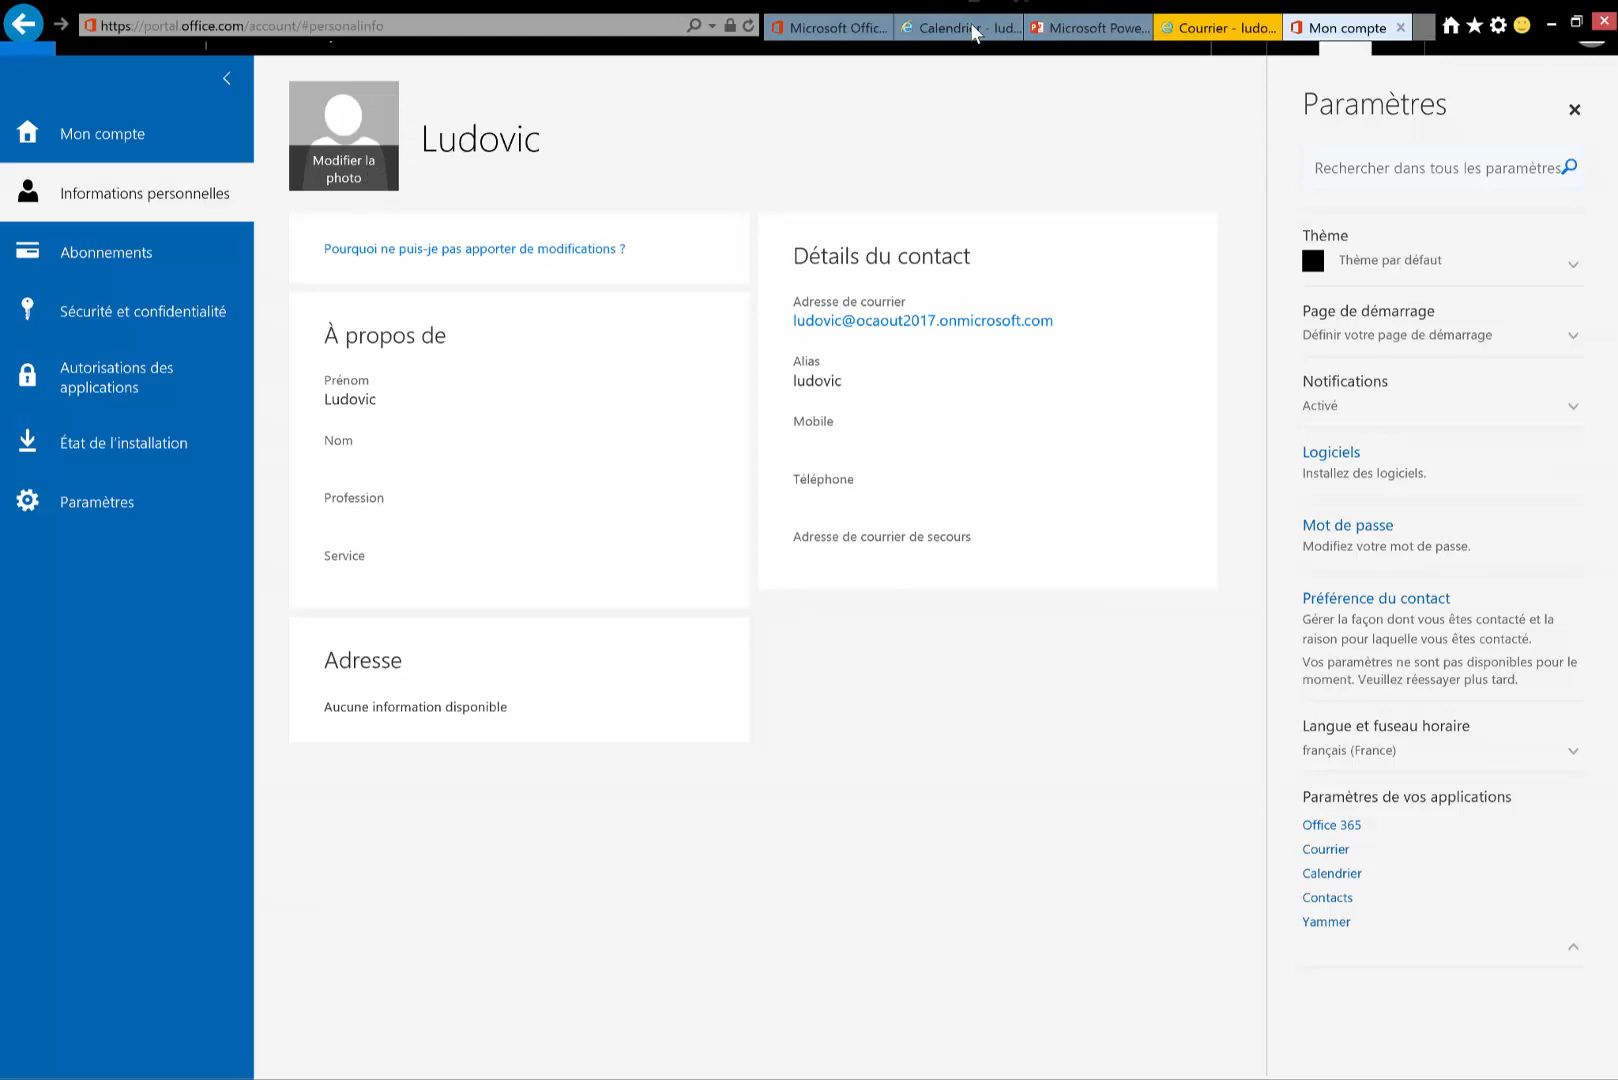 https://portal.office.com/account/#personalinfo
Microsoft Offic...
Calendrier - lud...
Microsoft Powe...
Courrier - ludo...
Mon compte
Mon compte
Informations personnelles
Abonnements
Sécurité et confidentialité
Autorisations des
applications
État de l'installation
Paramètres
Modifier la
photo
Ludovic
Pourquoi ne puis-je pas apporter de modifications ?
À propos de
Prénom
Ludovic
Nom
Profession
Service
Adresse
Aucune information disponible
Détails du contact
Adresse de courrier
ludovic@ocaout2017.onmicrosoft.com
Alias
ludovic
Mobile
Téléphone
Adresse de courrier de secours
Paramètres
Rechercher dans tous les paramètres
Thème
Thème par défaut
Page de démarrage
Définir votre page de démarrage
Notifications
Activé
Logiciels
Installez des logiciels.
Mot de passe
Modifiez votre mot de passe.
Préférence du contact
Gérer la façon dont vous êtes contacté et la
raison pour laquelle vous êtes contacté.
Vos paramètres ne sont pas disponibles pour le
moment. Veuillez réessayer plus tard.
Langue et fuseau horaire
français (France)
Paramètres de vos applications
Office 365
Courrier
Calendrier
Contacts
Yammer